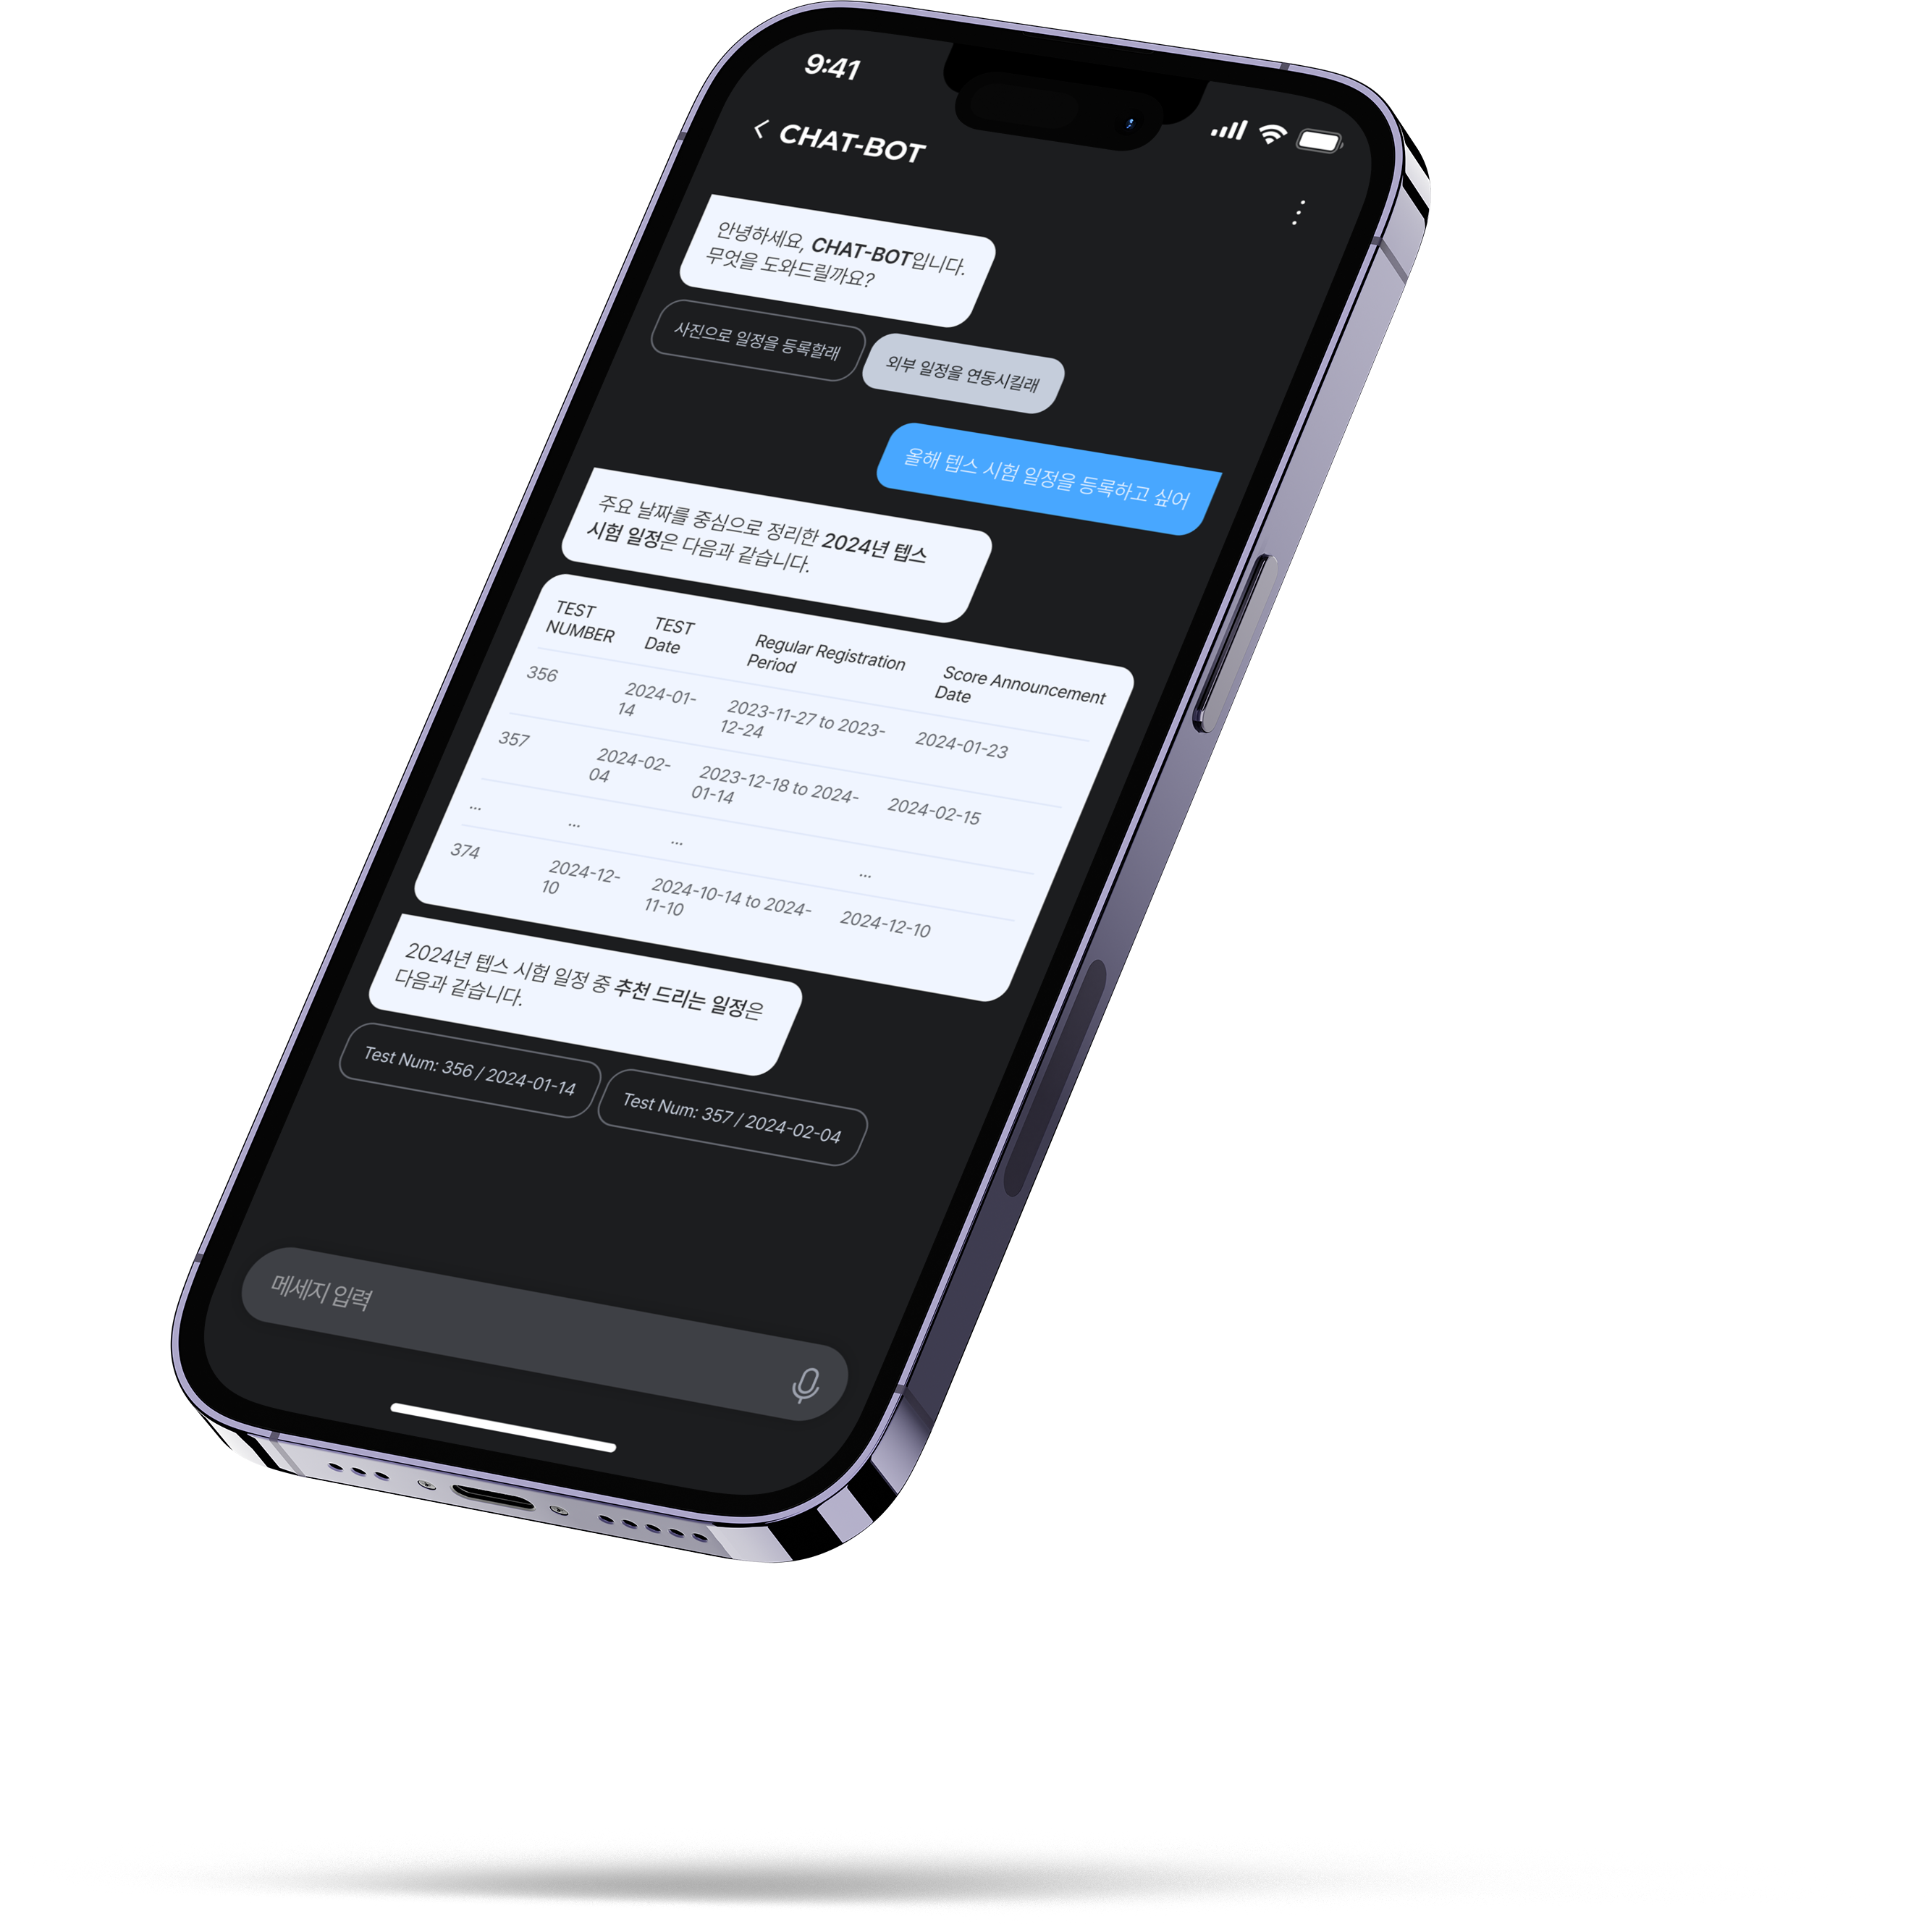 9:41
CHAT-BOT
안녕하세요, CHAT-BOT입니다.
무엇을 도와드릴까요?
사진으로 일정을 등록할래
외부 일정을 연동시킬래
올해 텝스 시험 일정을 등록하고 싶어
주요 날짜를 중심으로 정리한 2024년 텝스
시험 일정은 다음과 같습니다.
TEST
NUMBER
TEST
Date
Regular Registration
Period
Score Announcement
Date
356
2024-01-
14
2023-11-27 to 2023-
12-24
2024-01-23
357
2024-02-
04
2023-12-18 to 2024-
01-14
2024-02-15
...
...
...
...
374
2024-12-
10
2024-10-14 to 2024-
11-10
2024-12-10
2024년 텝스 시험 일정 중 추천 드리는 일정은
다음과 같습니다.
Test Num: 356 / 2024-01-14
Test Num: 357 / 2024-02-04
메세지 입력